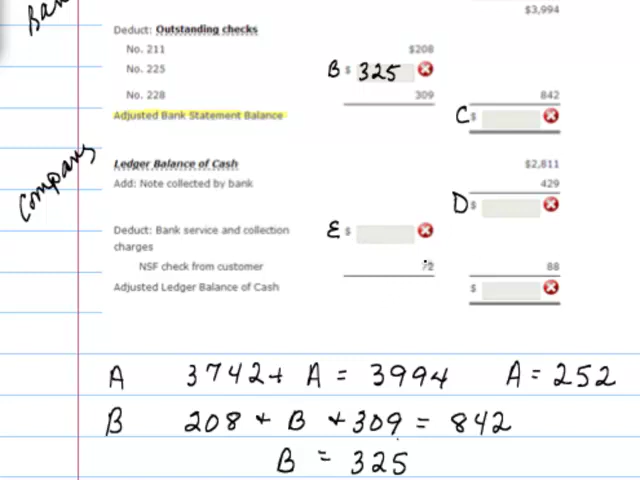 Ban
$3,994
Deduct: Outstanding checks
No. 211 $208
No. 225 B $ 325
No. 228 309 842
Adjusted Bank Statement Balance C $
Company
Ledger Balance of Cash $2,811
Add: Note collected by bank 429
D $
Deduct: Bank service and collection E $
charges
NSF check from customer 72 88
Adjusted Ledger Balance of Cash $
A 3742 + A = 3994 A = 252
B 208 + B + 309 = 842
B = 325